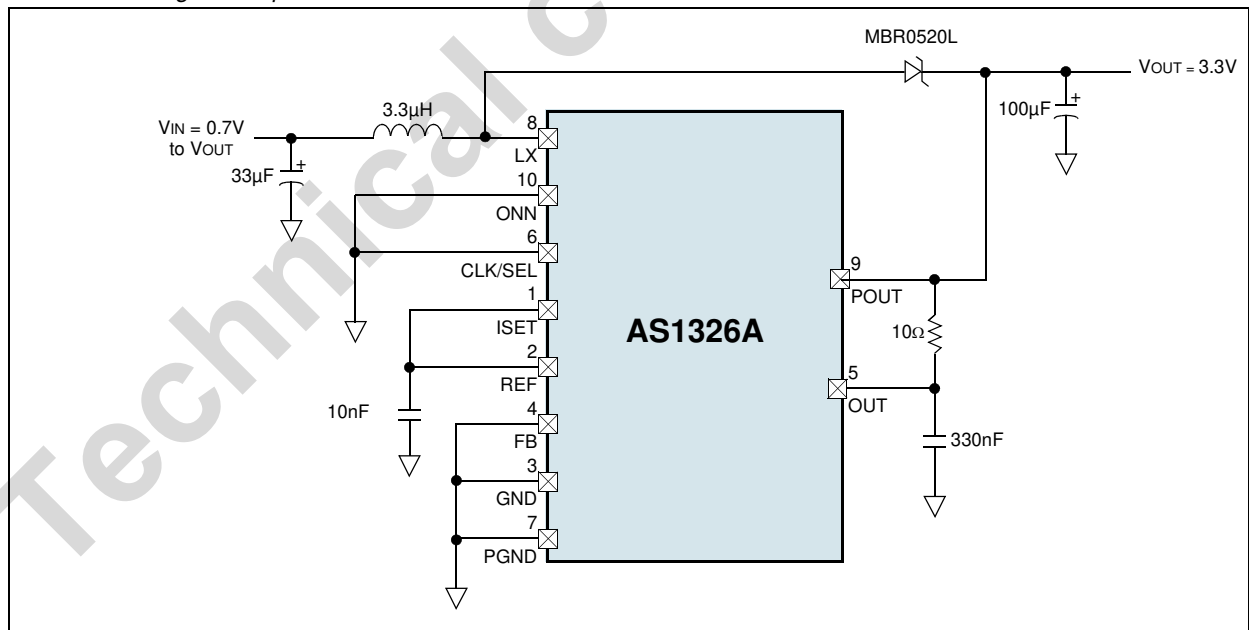 MBR0520L
VOUT = 3.3V
3.3µH
100µF
VIN = 0.7V
to VOUT
33µF
8
LX
10
ONN
6
CLK/SEL
1
ISET
2
REF
10nF
4
FB
3
GND
7
PGND
AS1326A
9
POUT
10Ω
5
OUT
330nF
Technical c